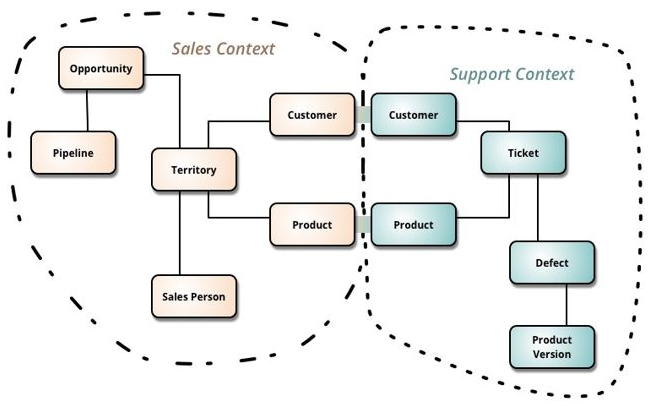 Sales Context
Support Context
Opportunity
Pipeline
Territory
Customer
Customer
Ticket
Product
Product
Defect
Sales Person
Product
Version